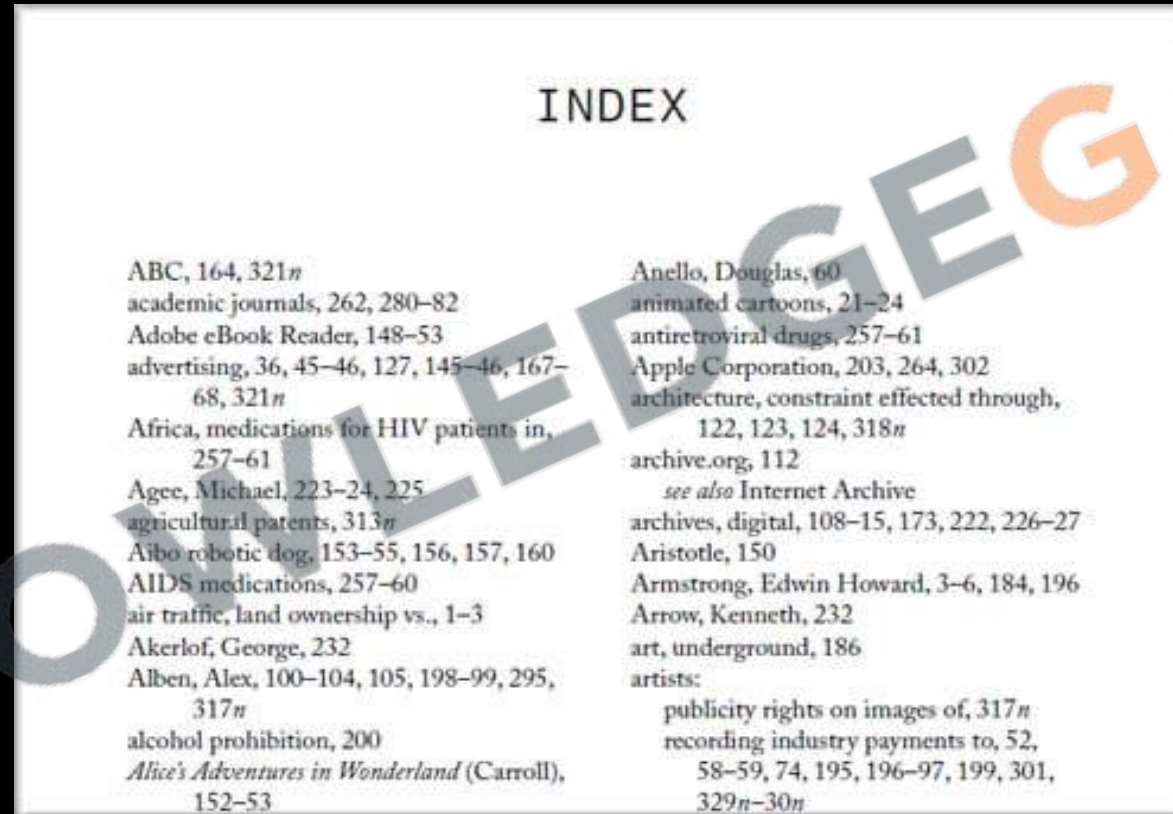 INDEX
ABC, 164, 321n
academic journals, 262, 280–82
Adobe eBook Reader, 148–53
advertising, 36, 45–46, 127, 145–46, 167–
68, 321n
Africa, medications for HIV patients in,
257–61
Agee, Michael, 223–24, 225
agricultural patents, 313n
Aibo robotic dog, 153–55, 156, 157, 160
AIDS medications, 257–60
air traffic, land ownership vs., 1–3
Akerlof, George, 232
Alben, Alex, 100–104, 105, 198–99, 295,
317n
alcohol prohibition, 200
Alice's Adventures in Wonderland (Carroll),
152–53
Anello, Douglas, 60
animated cartoons, 21–24
antiretroviral drugs, 257–61
Apple Corporation, 203, 264, 302
architecture, constraint effected through,
122, 123, 124, 318n
archive.org, 112
see also Internet Archive
archives, digital, 108–15, 173, 222, 226–27
Aristotle, 150
Armstrong, Edwin Howard, 3–6, 184, 196
Arrow, Kenneth, 232
art, underground, 186
artists:
publicity rights on images of, 317n
recording industry payments to, 52,
58–59, 74, 195, 196–97, 199, 301,
329n–30n
OWLEDGEG